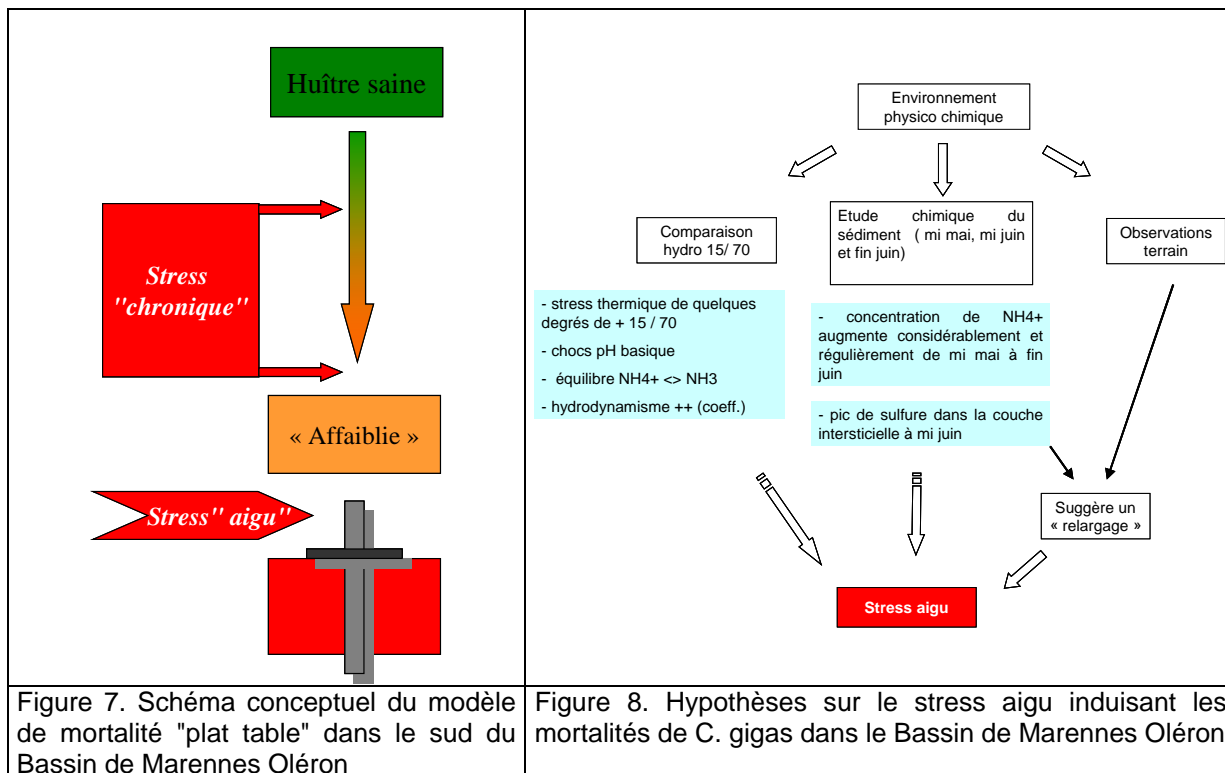 Huître saine
Stress
"chronique"
« Affaiblie »
Stress" aigu"
Figure 7. Schéma conceptuel du modèle
de mortalité "plat table" dans le sud du
Bassin de Marennes Oléron
Environnement
physico chimique
Comparaison
hydro 15/ 70
Etude chimique du
sédiment ( mi mai, mi juin
et fin juin)
Observations
terrain
- stress thermique de quelques
degrés de + 15 / 70
- chocs pH basique
- équilibre NH4+ <> NH3
- hydrodynamisme ++ (coeff.)
- concentration de NH4+
augmente considérablement et
régulièrement de mi mai à fin
juin
- pic de sulfure dans la couche
intersticielle à mi juin
Suggère un
« relargage »
Stress aigu
Figure 8. Hypothèses sur le stress aigu induisant les
mortalités de C. gigas dans le Bassin de Marennes Oléron